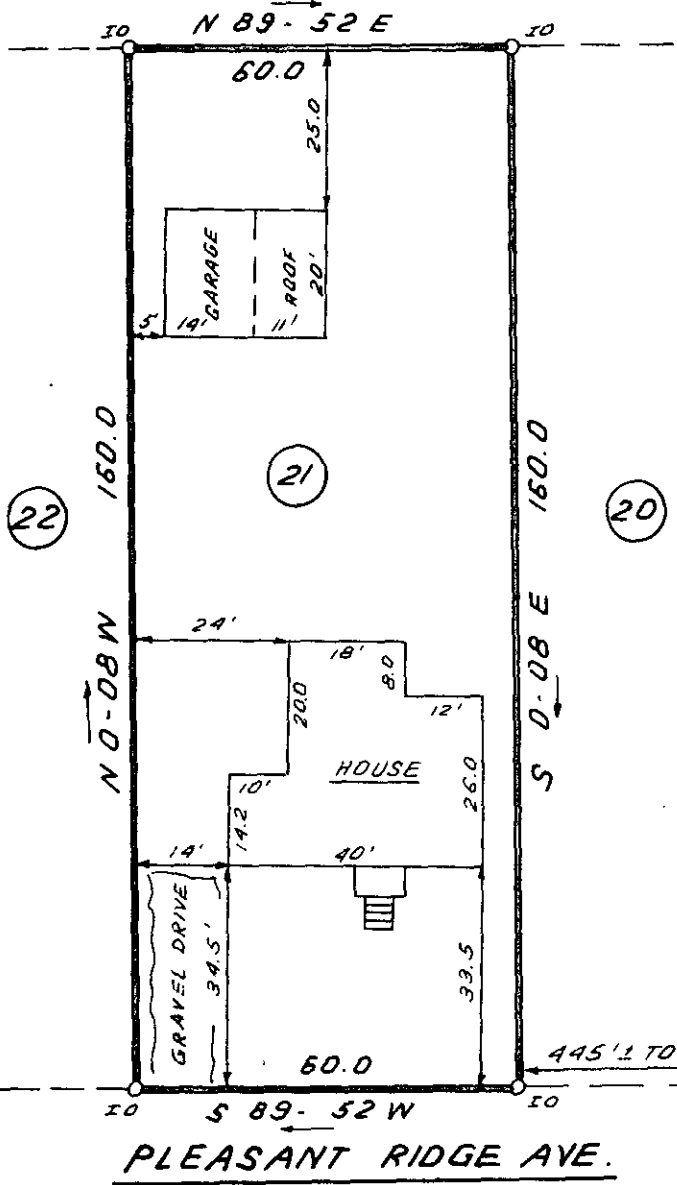 N 89-52 E
IO
IO
60.0
25.0
GARAGE
ROOF
20'
5
14'
11'
160.0
160.0
21
22
20
24'
18'
8.0
12'
20.0
N 0-08 W
S 0-08 E
HOUSE
10'
26.0
14.2
14'
40'
GRAVEL DRIVE
34.5'
33.5
60.0
445'± TO
IO
S 89-52 W
IO
PLEASANT RIDGE AVE.